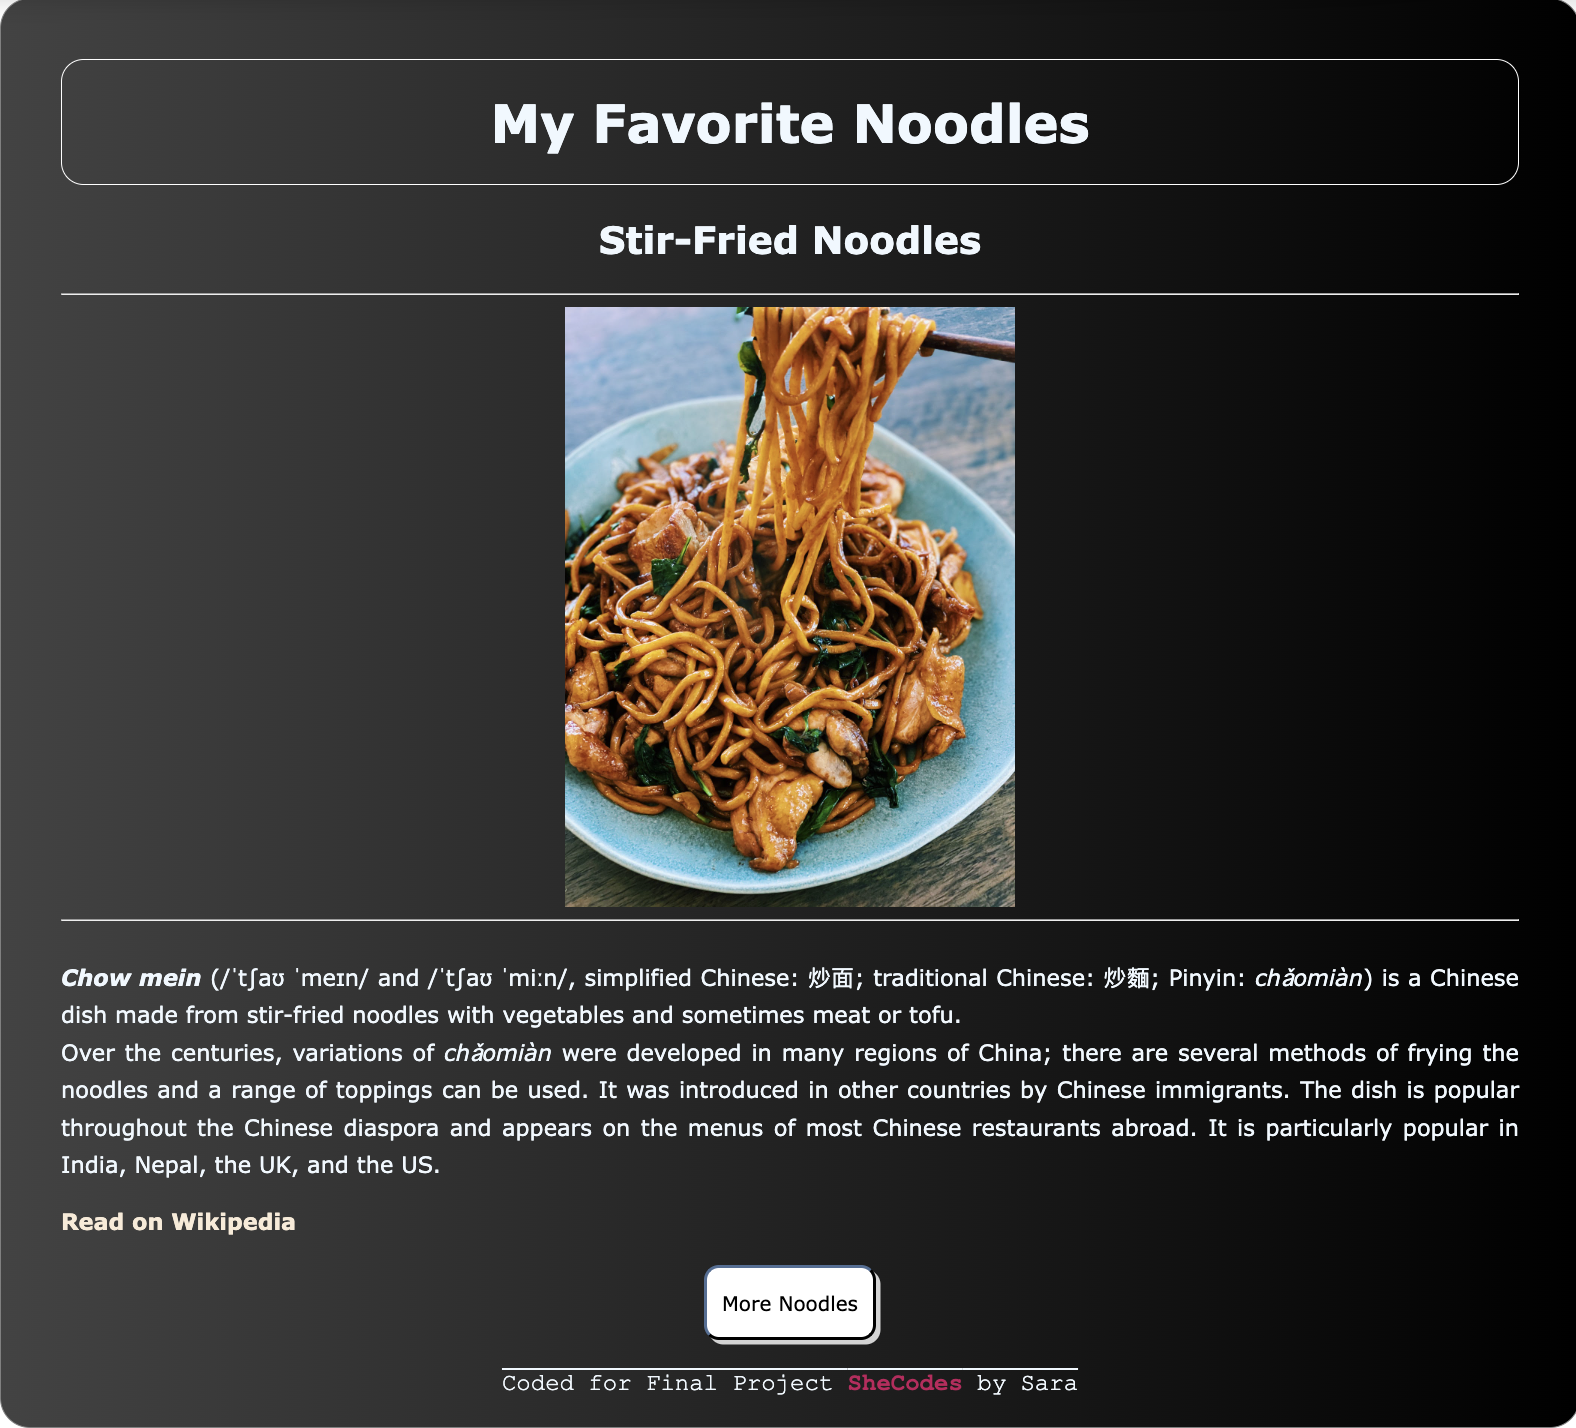 My Favorite Noodles
Stir-Fried Noodles
Chow mein (/ˈtʃaʊ ˈmeɪn/ and /ˈtʃaʊ ˈmiːn/, simplified Chinese: 炒面; traditional Chinese: 炒麵; Pinyin: chǎomiàn) is a Chinese
dish made from stir-fried noodles with vegetables and sometimes meat or tofu.
Over the centuries, variations of chǎomiàn were developed in many regions of China; there are several methods of frying the
noodles and a range of toppings can be used. It was introduced in other countries by Chinese immigrants. The dish is popular
throughout the Chinese diaspora and appears on the menus of most Chinese restaurants abroad. It is particularly popular in
India, Nepal, the UK, and the US.
Read on Wikipedia
More Noodles
Coded for Final Project SheCodes by Sara